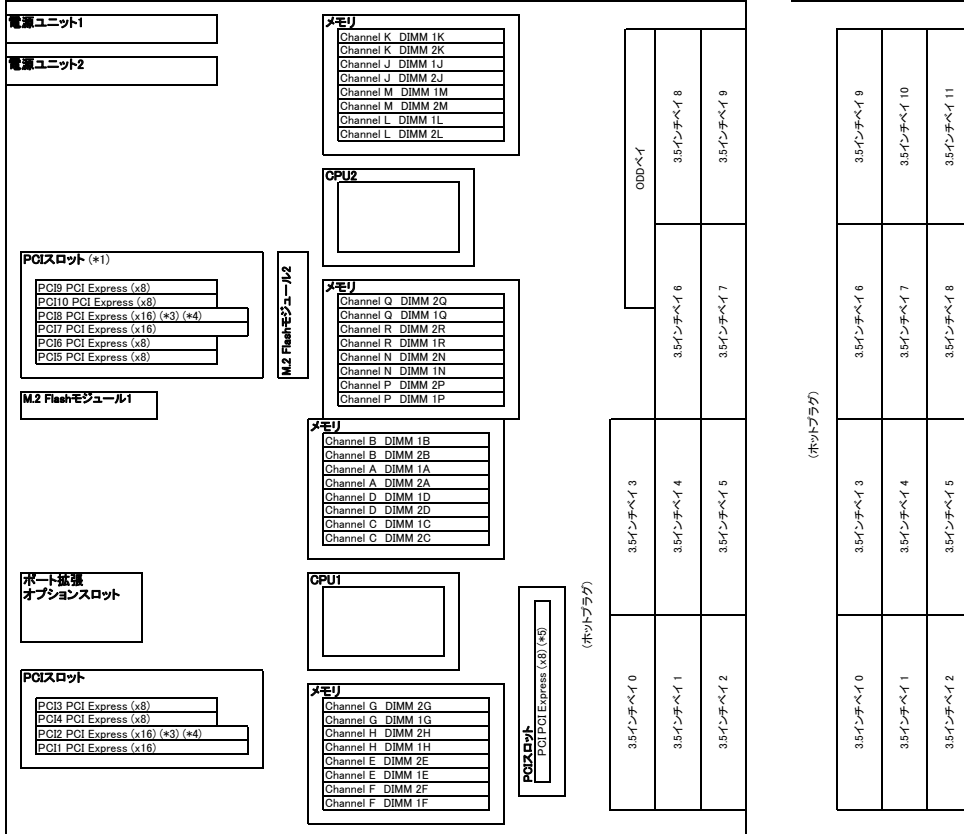 電源ユニット1
電源ユニット2
メモリ
Channel K DIMM 1K
Channel K DIMM 2K
Channel J DIMM 1J
Channel J DIMM 2J
Channel M DIMM 1M
Channel M DIMM 2M
Channel L DIMM 1L
Channel L DIMM 2L
CPU2
PCIスロット (*1)
PCI9 PCI Express (x8)
PCI10 PCI Express (x8)
PCI8 PCI Express (x16) (*3) (*4)
PCI7 PCI Express (x16)
PCI6 PCI Express (x8)
PCI5 PCI Express (x8)
M.2 Flashモジュール2
メモリ
Channel Q DIMM 2Q
Channel Q DIMM 1Q
Channel R DIMM 2R
Channel R DIMM 1R
Channel N DIMM 2N
Channel N DIMM 1N
Channel P DIMM 2P
Channel P DIMM 1P
M.2 Flashモジュール1
メモリ
Channel B DIMM 1B
Channel B DIMM 2B
Channel A DIMM 1A
Channel A DIMM 2A
Channel D DIMM 1D
Channel D DIMM 2D
Channel C DIMM 1C
Channel C DIMM 2C
ポート拡張
オプションスロット
CPU1
PCIスロット
PCI3 PCI Express (x8)
PCI4 PCI Express (x8)
PCI2 PCI Express (x16) (*3) (*4)
PCI1 PCI Express (x16)
メモリ
Channel G DIMM 2G
Channel G DIMM 1G
Channel H DIMM 2H
Channel H DIMM 1H
Channel E DIMM 2E
Channel E DIMM 1E
Channel F DIMM 2F
Channel F DIMM 1F
PCIスロット
PCI PCI Express (x8) (*5)
(ホットプラグ)
ODDベイ
3.5インチベイ 8
3.5インチベイ 9
3.5インチベイ 6
3.5インチベイ 7
3.5インチベイ 3
3.5インチベイ 4
3.5インチベイ 5
3.5インチベイ 0
3.5インチベイ 1
3.5インチベイ 2
(ホットプラグ)
3.5インチベイ 9
3.5インチベイ 10
3.5インチベイ 11
3.5インチベイ 6
3.5インチベイ 7
3.5インチベイ 8
3.5インチベイ 3
3.5インチベイ 4
3.5インチベイ 5
3.5インチベイ 0
3.5インチベイ 1
3.5インチベイ 2